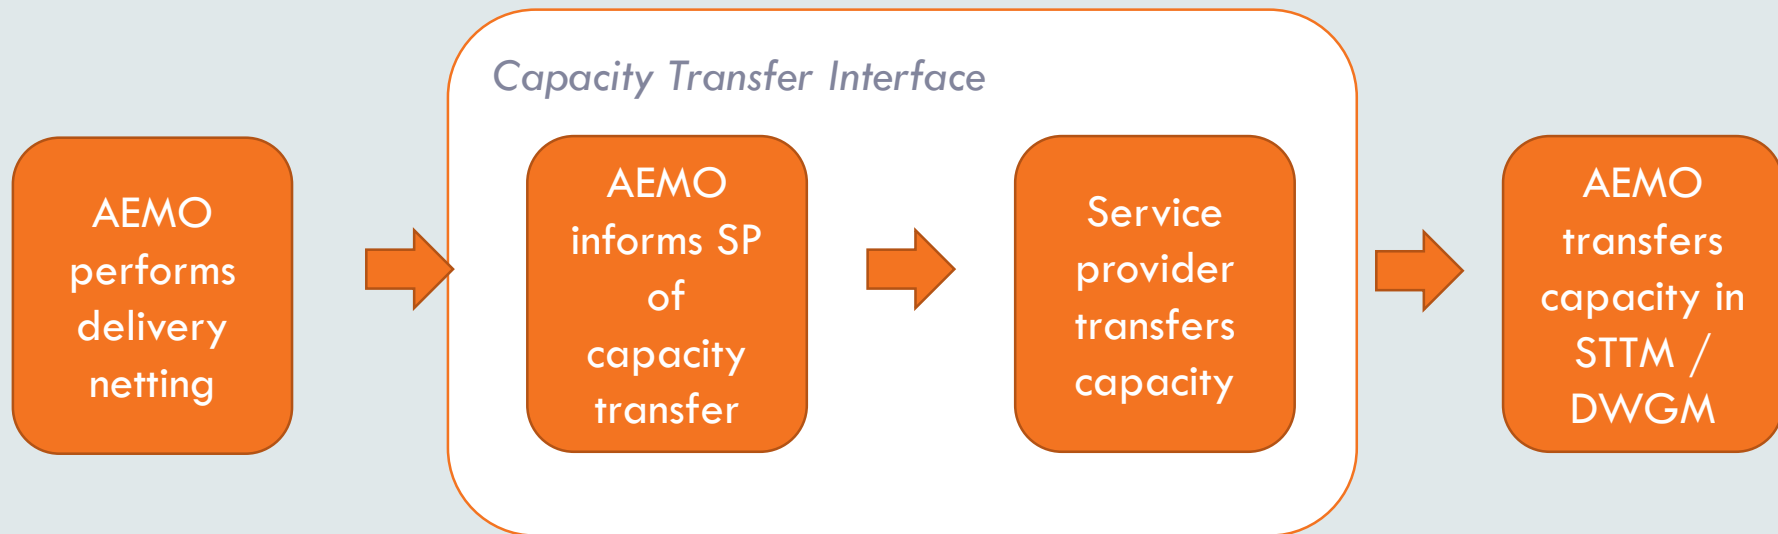 Capacity Transfer Interface
AEMO
performs
delivery
netting
AEMO
informs SP
of
capacity
transfer
Service
provider
transfers
capacity
AEMO
transfers
capacity in
STTM /
DWGM